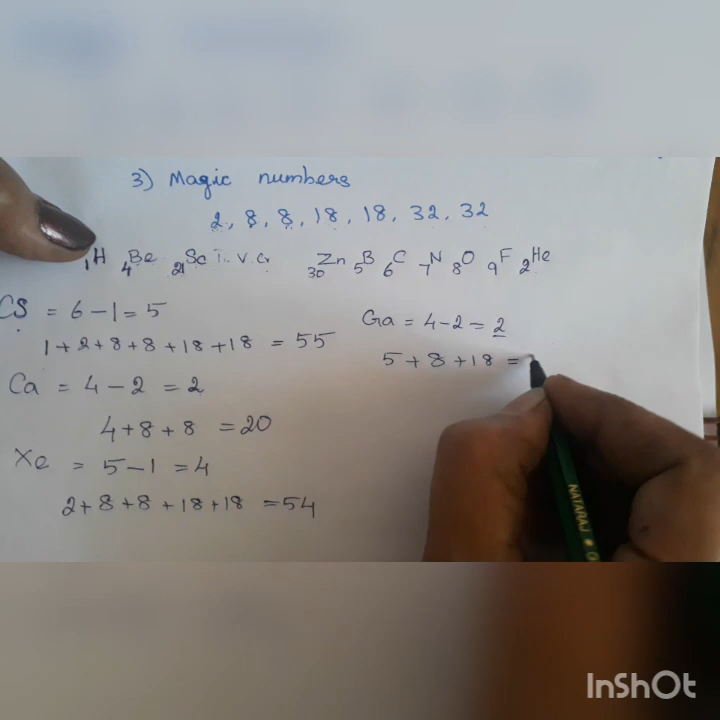 3) Magic numbers
2, 8, 8, 18, 18, 32, 32
1H 4Be 21Sc Ti V Cr 30Zn 5B 6C 7N 8O 9F 2He
CS = 6 - 1 = 5
1 + 2 + 8 + 8 + 18 + 18 = 55
Ca = 4 - 2 = 2
4 + 8 + 8 = 20
Xe = 5 - 1 = 4
2 + 8 + 8 + 18 + 18 = 54
Ga = 4 - 2 = 2
5 + 8 + 18 =
NATARAJ
InShOt